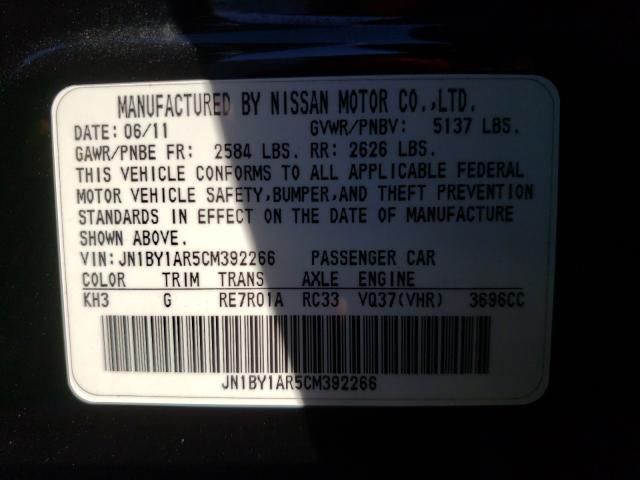 MANUFACTURED BY NISSAN MOTOR CO.,LTD.
DATE: 06/11 GVWR/PNBV: 5137 LBS.
GAWR/PNBE FR: 2584 LBS. RR: 2626 LBS.
THIS VEHICLE CONFORMS TO ALL APPLICABLE FEDERAL
MOTOR VEHICLE SAFETY,BUMPER,AND THEFT PREVENTION
STANDARDS IN EFFECT ON THE DATE OF MANUFACTURE
SHOWN ABOVE.
VIN: JN1BY1AR5CM392266 PASSENGER CAR
COLOR TRIM TRANS AXLE ENGINE
KH3 G RE7R01A RC33 VQ37(VHR) 3696CC
JN1BY1AR5CM392266